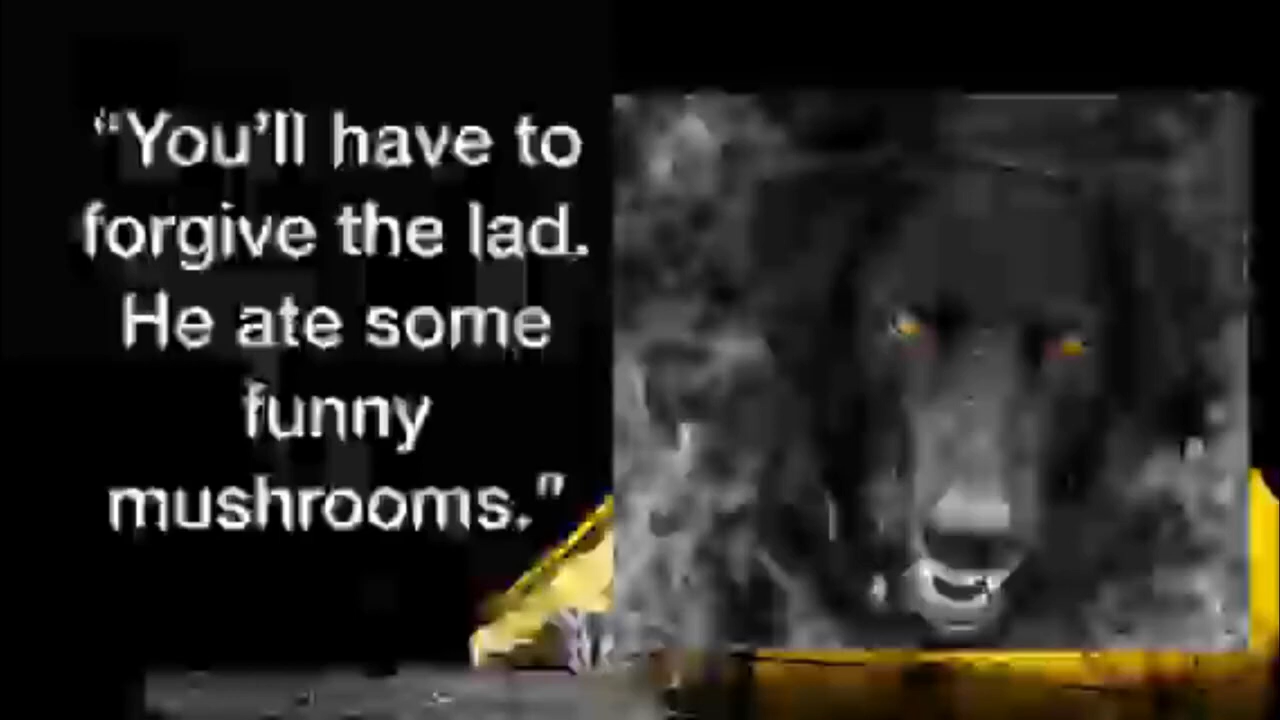 “You’ll have to
forgive the lad.
He ate some
funny
mushrooms.”